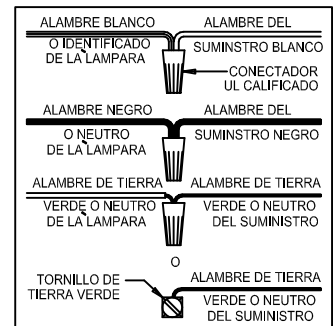 ALAMBRE BLANCO
O IDENTIFICADO
DE LA LAMPARA
ALAMBRE DEL
SUMINSTRO BLANCO
CONECTADOR
UL CALIFICADO
ALAMBRE NEGRO
O NEUTRO
DE LA LAMPARA
ALAMBRE DEL
SUMINSTRO NEGRO
ALAMBRE DE TIERRA
VERDE O NEUTRO
DE LA LAMPARA
ALAMBRE DE TIERRA
VERDE O NEUTRO
DEL SUMINISTRO
O
TORNILLO DE
TIERRA VERDE
ALAMBRE DE TIERRA
VERDE O NEUTRO
DEL SUMINISTRO